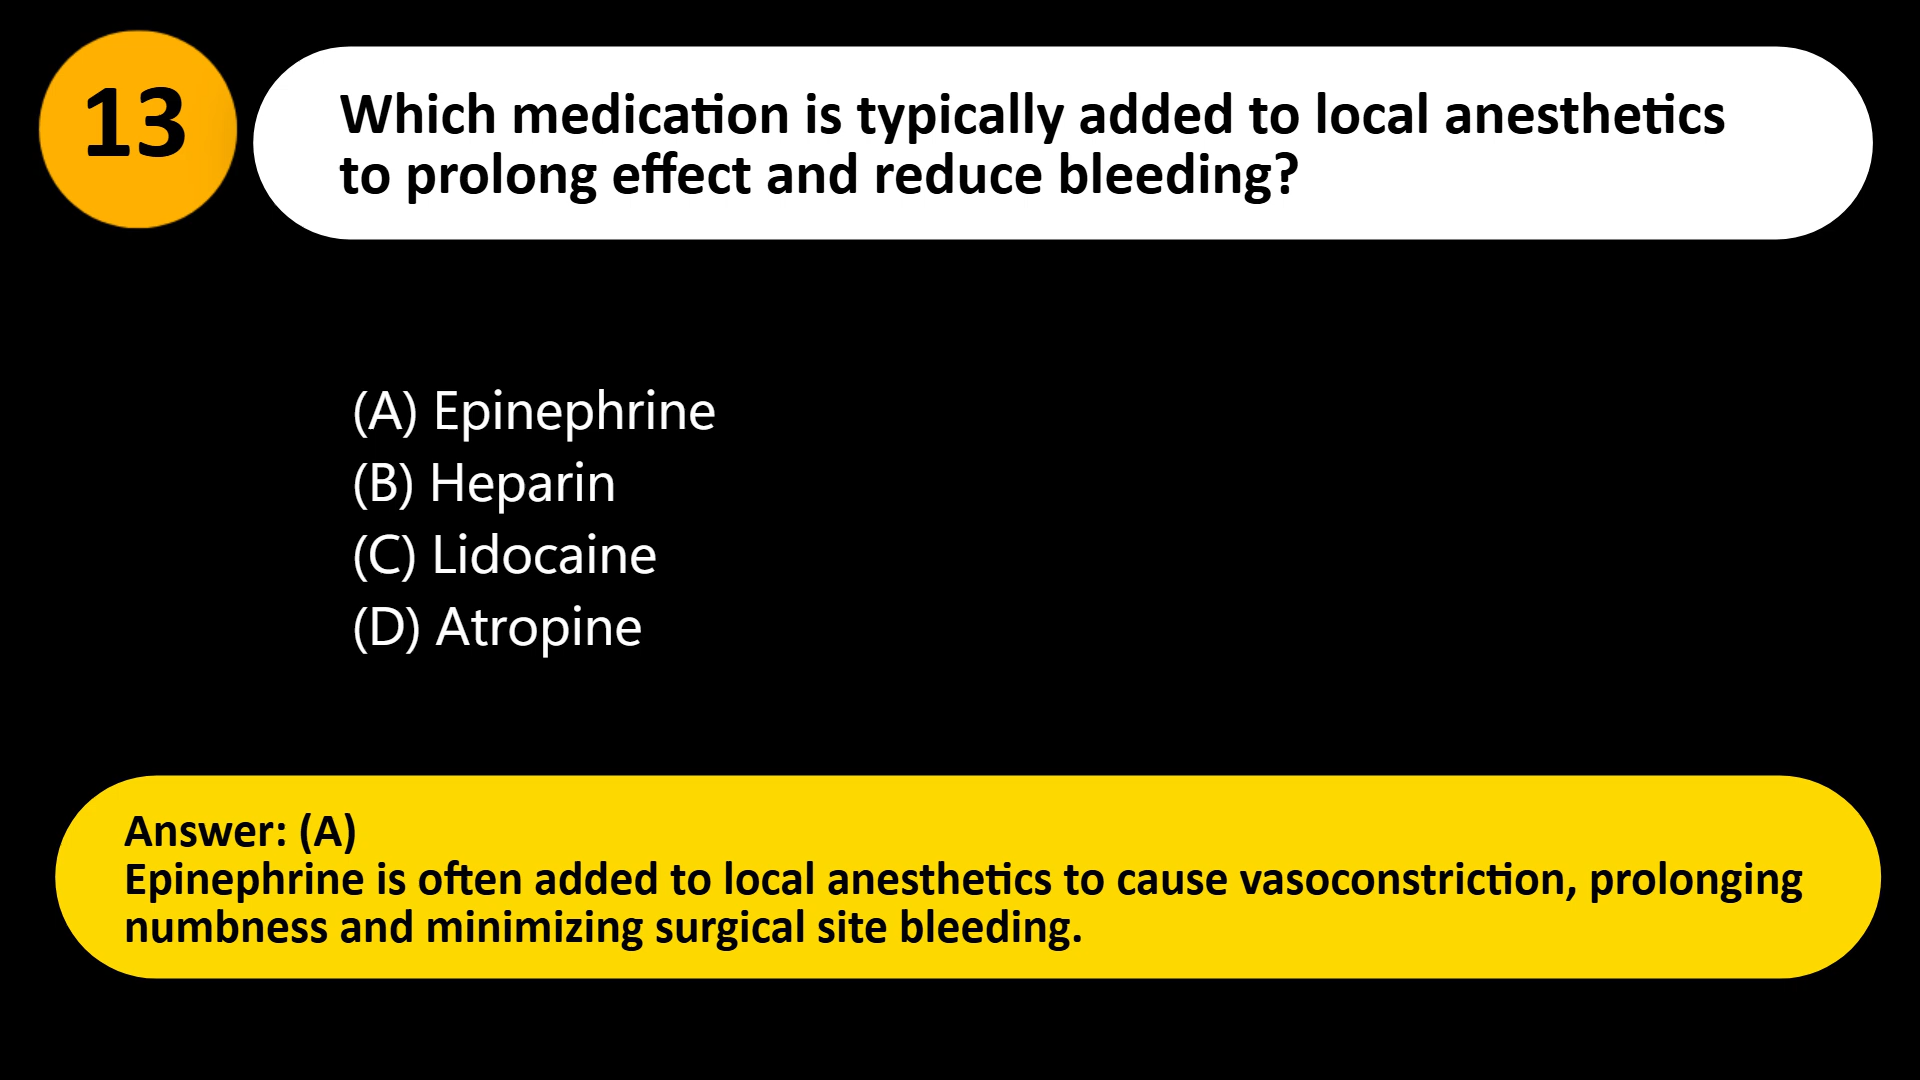 13
Which medication is typically added to local anesthetics
to prolong effect and reduce bleeding?
(A) Epinephrine
(B) Heparin
(C) Lidocaine
(D) Atropine
Answer: (A)
Epinephrine is often added to local anesthetics to cause vasoconstriction, prolonging
numbness and minimizing surgical site bleeding.